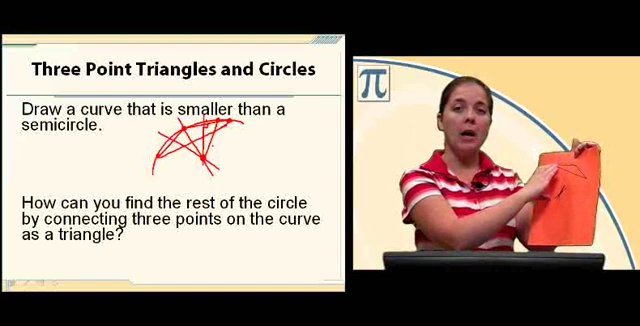 Three Point Triangles and Circles
Draw a curve that is smaller than a
semicircle.
How can you find the rest of the circle
by connecting three points on the curve
as a triangle?
π